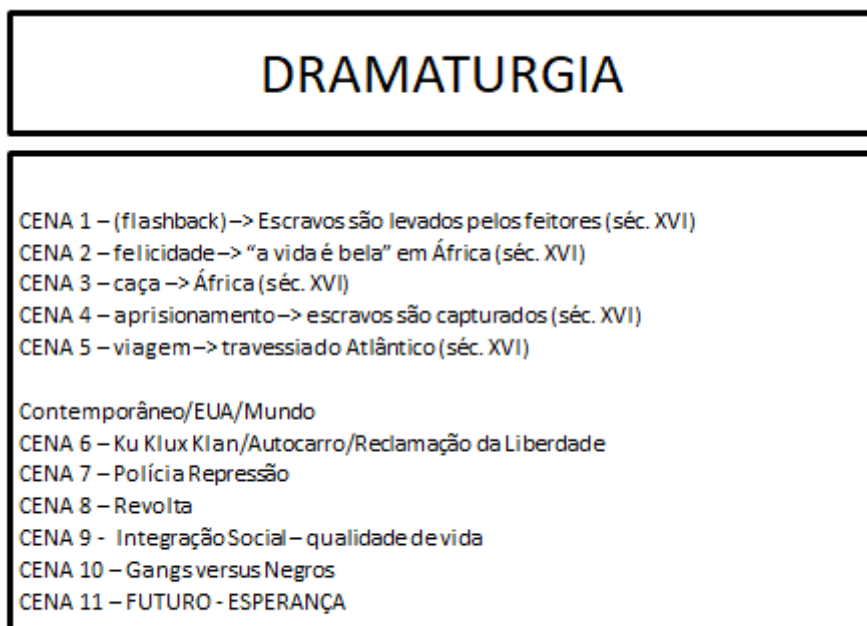 DRAMATURGIA
CENA 1 – (flashback) –> Escravos são levados pelos feitores (séc. XVI)
CENA 2 – felicidade –> “a vida é bela” em África (séc. XVI)
CENA 3 – caça –> África (séc. XVI)
CENA 4 – aprisionamento –> escravos são capturados (séc. XVI)
CENA 5 – viagem –> travessia do Atlântico (séc. XVI)
Contemporâneo/EUA/Mundo
CENA 6 – Ku Klux Klan/Autocarro/Reclamação da Liberdade
CENA 7 – Polícia Repressão
CENA 8 – Revolta
CENA 9 - Integração Social – qualidade de vida
CENA 10 – Gangs versus Negros
CENA 11 – FUTURO - ESPERANÇA